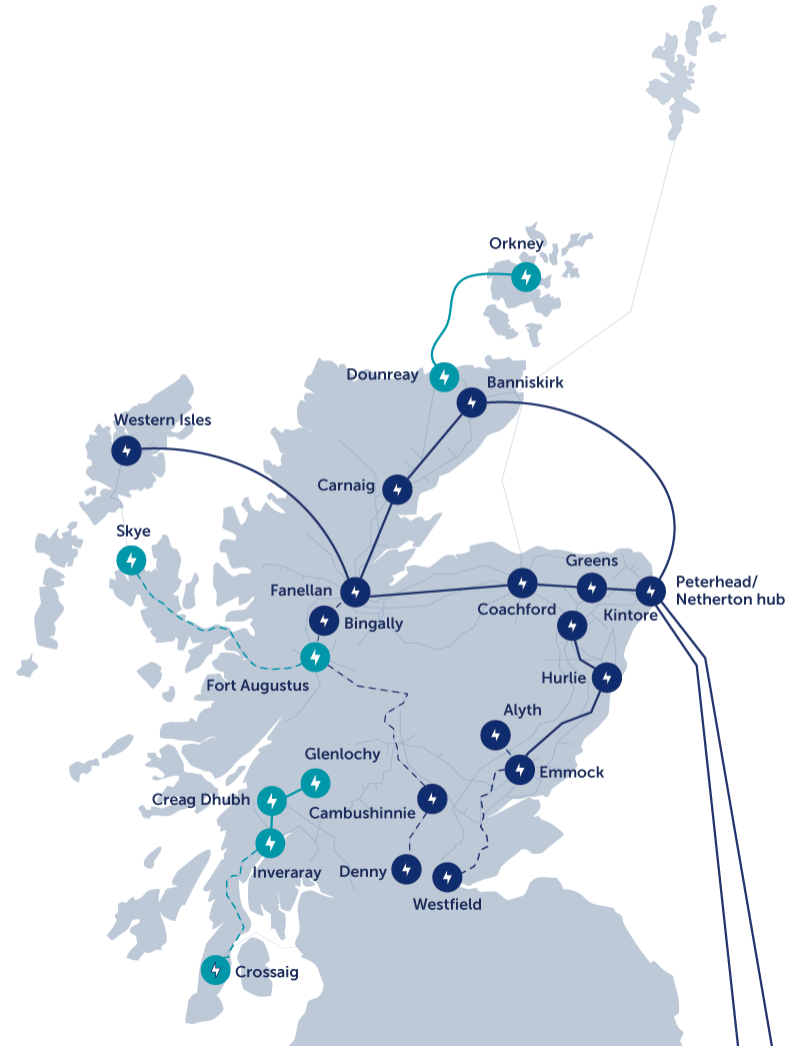 Orkney
Dounreay
Banniskirk
Western Isles
Carnaig
Skye
Greens
Fanellan
Peterhead/
Netherton hub
Coachford
Kintore
Bingally
Hurlie
Fort Augustus
Alyth
Glenlochy
Emmock
Creag Dhubh
Cambushinnie
Inveraray
Denny
Westfield
Crossaig